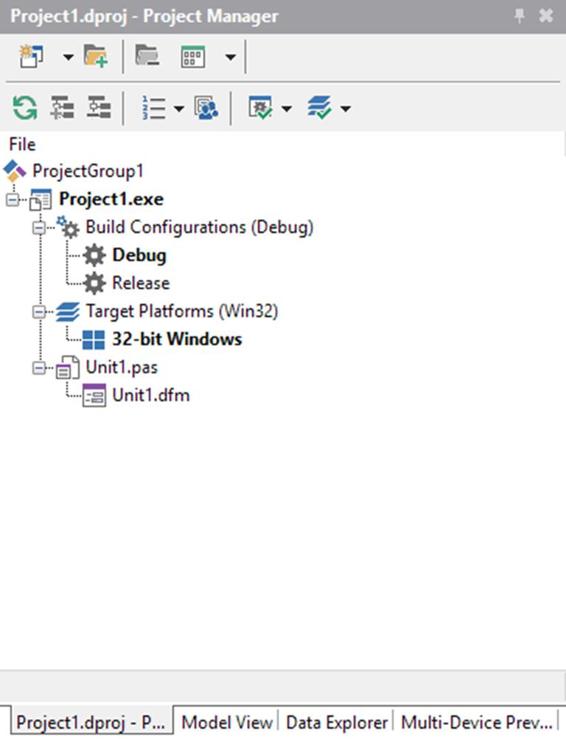 Project1.dproj - Project Manager
File
ProjectGroup1
Project1.exe
Build Configurations (Debug)
Debug
Release
Target Platforms (Win32)
32-bit Windows
Unit1.pas
Unit1.dfm
Project1.dproj - P... Model View Data Explorer Multi-Device Prev...